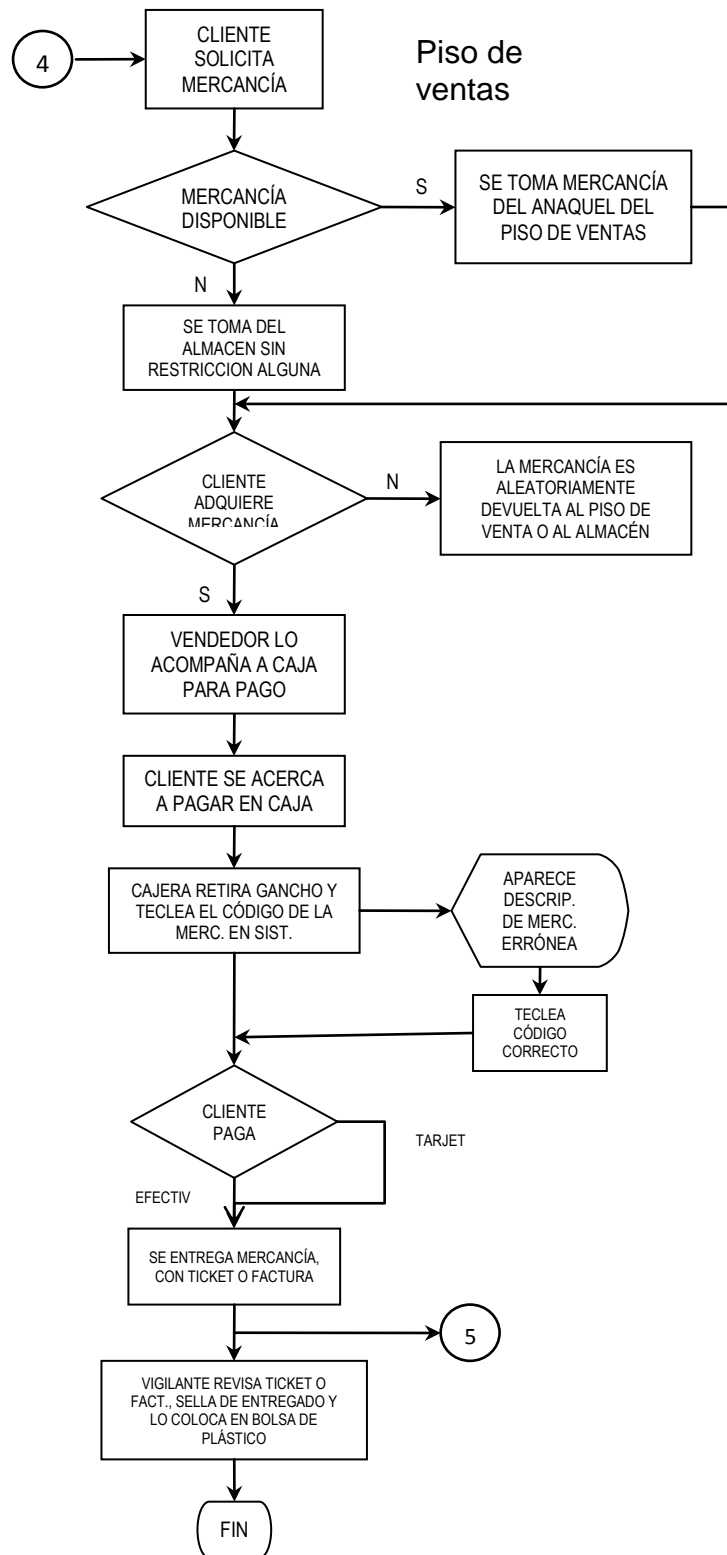 4
CLIENTE
SOLICITA
MERCANCÍA
Piso de
ventas
MERCANCÍA
DISPONIBLE
S
SE TOMA MERCANCÍA
DEL ANAQUEL DEL
PISO DE VENTAS
N
SE TOMA DEL
ALMACEN SIN
RESTRICCION ALGUNA
CLIENTE
ADQUIERE
MERCANCÍA
N
LA MERCANCÍA ES
ALEATORIAMENTE
DEVUELTA AL PISO DE
VENTA O AL ALMACÉN
S
VENDEDOR LO
ACOMPAÑA A CAJA
PARA PAGO
CLIENTE SE ACERCA
A PAGAR EN CAJA
CAJERA RETIRA GANCHO Y
TECLEA EL CÓDIGO DE LA
MERC. EN SIST.
APARECE
DESCRIP.
DE MERC.
ERRÓNEA
TECLEA
CÓDIGO
CORRECTO
CLIENTE
PAGA
TARJET
EFECTIV
SE ENTREGA MERCANCÍA,
CON TICKET O FACTURA
5
VIGILANTE REVISA TICKET O
FACT., SELLA DE ENTREGADO Y
LO COLOCA EN BOLSA DE
PLÁSTICO
FIN